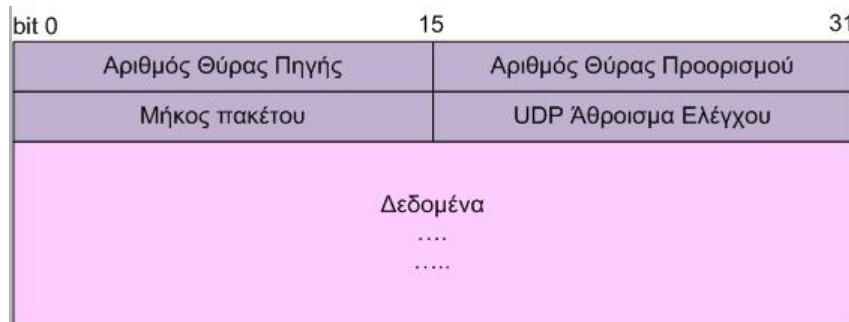 bit 0 15 31
Αριθμός Θύρας Πηγής Αριθμός Θύρας Προορισμού
Μήκος πακέτου UDP Άθροισμα Ελέγχου
Δεδομένα
....
.....